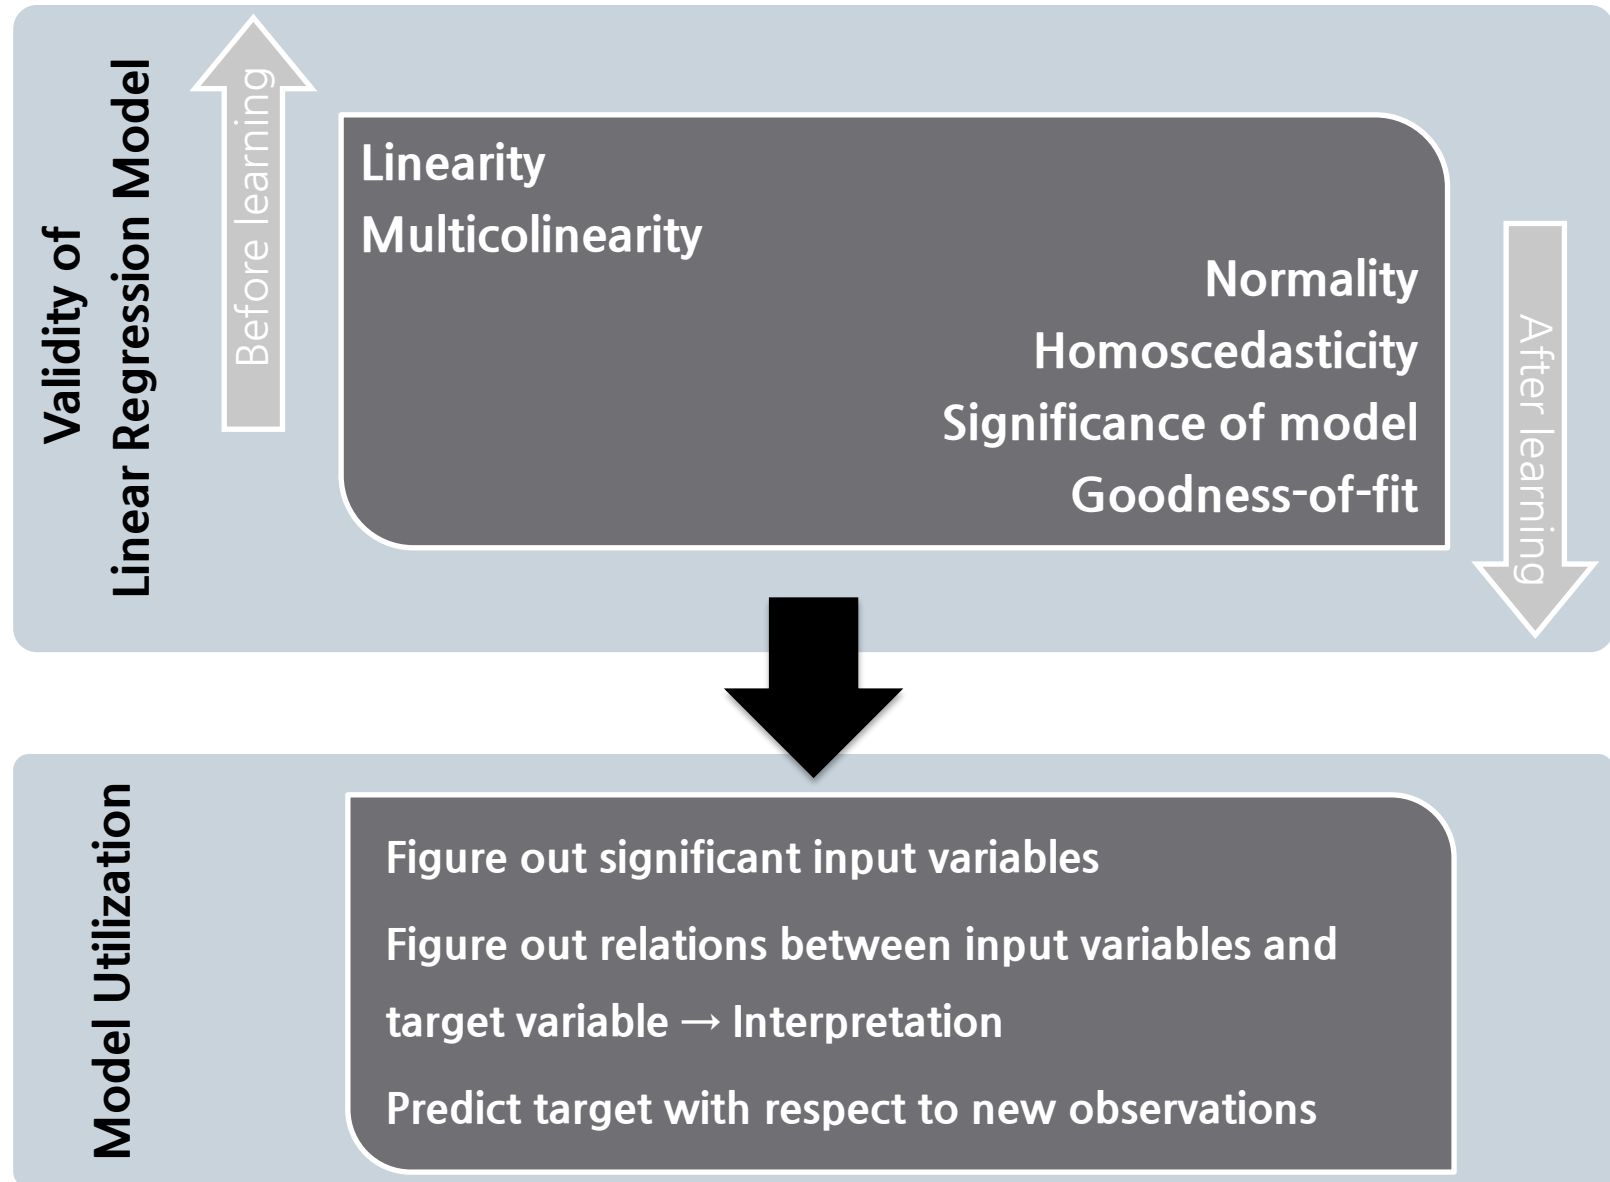 Validity of
Linear Regression Model
Before learning
Linearity
Multicolinearity
Normality
Homoscedasticity
Significance of model
Goodness-of-fit
After learning
Model Utilization
Figure out significant input variables
Figure out relations between input variables and
target variable → Interpretation
Predict target with respect to new observations